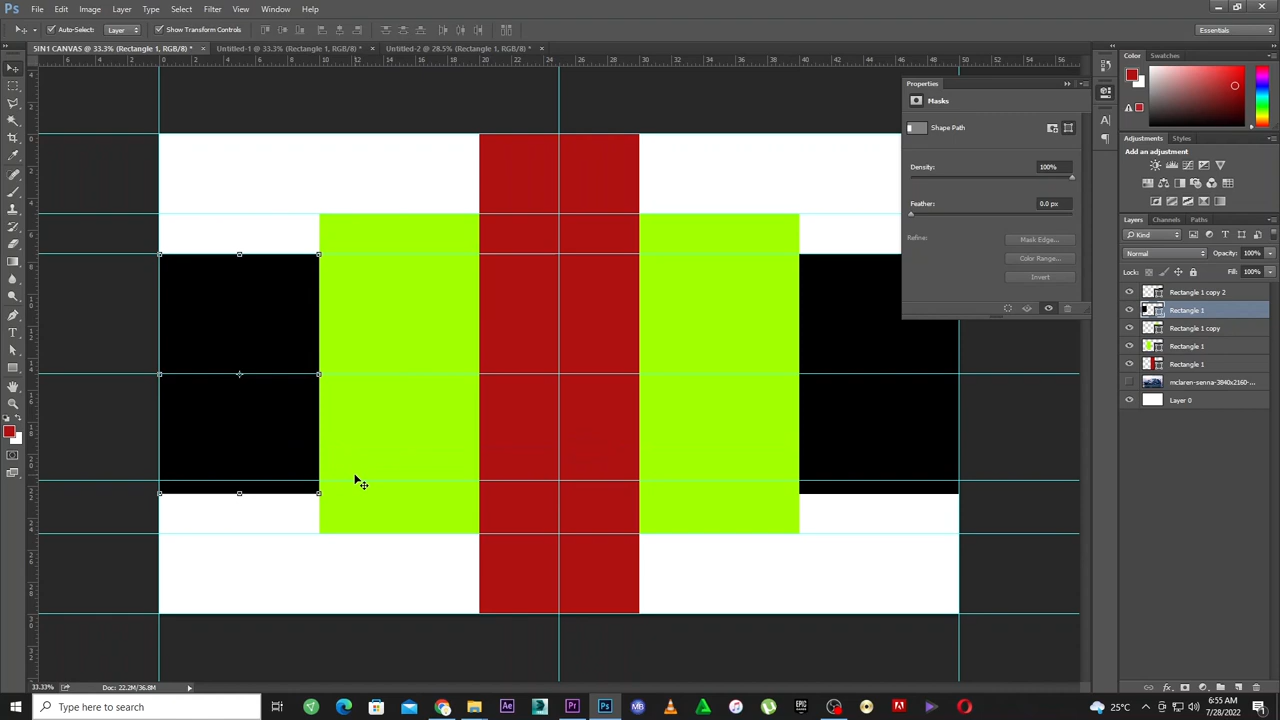 Ps File Edit Image Layer Type Select Filter View Window Help
Auto-Select: Layer Show Transform Controls Essentials
5IN1 CANVAS @ 33.3% (Rectangle 1, RGB/8) * × Untitled-1 @ 33.3% (Rectangle 1, RGB/8) * × Untitled-2 @ 28.5% (Rectangle 1, RGB/8) * ×
Color Swatches
Properties
Masks
Shape Path
Density: 100%
Feather: 0.0 px
Refine: Mask Edge...
Color Range...
Invert
Adjustments Styles
Add an adjustment
Layers Channels Paths
Kind
Normal Opacity: 100%
Lock: Fill: 100%
Rectangle 1 copy 2
Rectangle 1
Rectangle 1 copy
Rectangle 1
Rectangle 1
mclaren-senna-3840x2160-...
Layer 0
33.33% Doc: 22.2M/36.8M
Type here to search
25°C
6:55 AM
7/28/2022